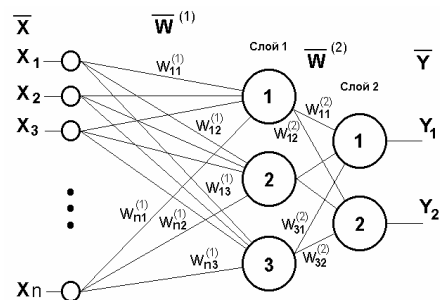 X̅ W̅⁽¹⁾ Слой 1 W̅⁽²⁾ Слой 2 Y̅
X₁ W₁₁⁽¹⁾ 1 W₁₁⁽²⁾
X₂ W₁₂⁽¹⁾ W₁₂⁽²⁾ 1 Y₁
X₃
W₁₃⁽¹⁾ 2
Wn₁⁽¹⁾ Wn₂⁽¹⁾ W₃₁⁽²⁾ 2 Y₂
Wn₃⁽¹⁾ 3 W₃₂⁽²⁾
Xn